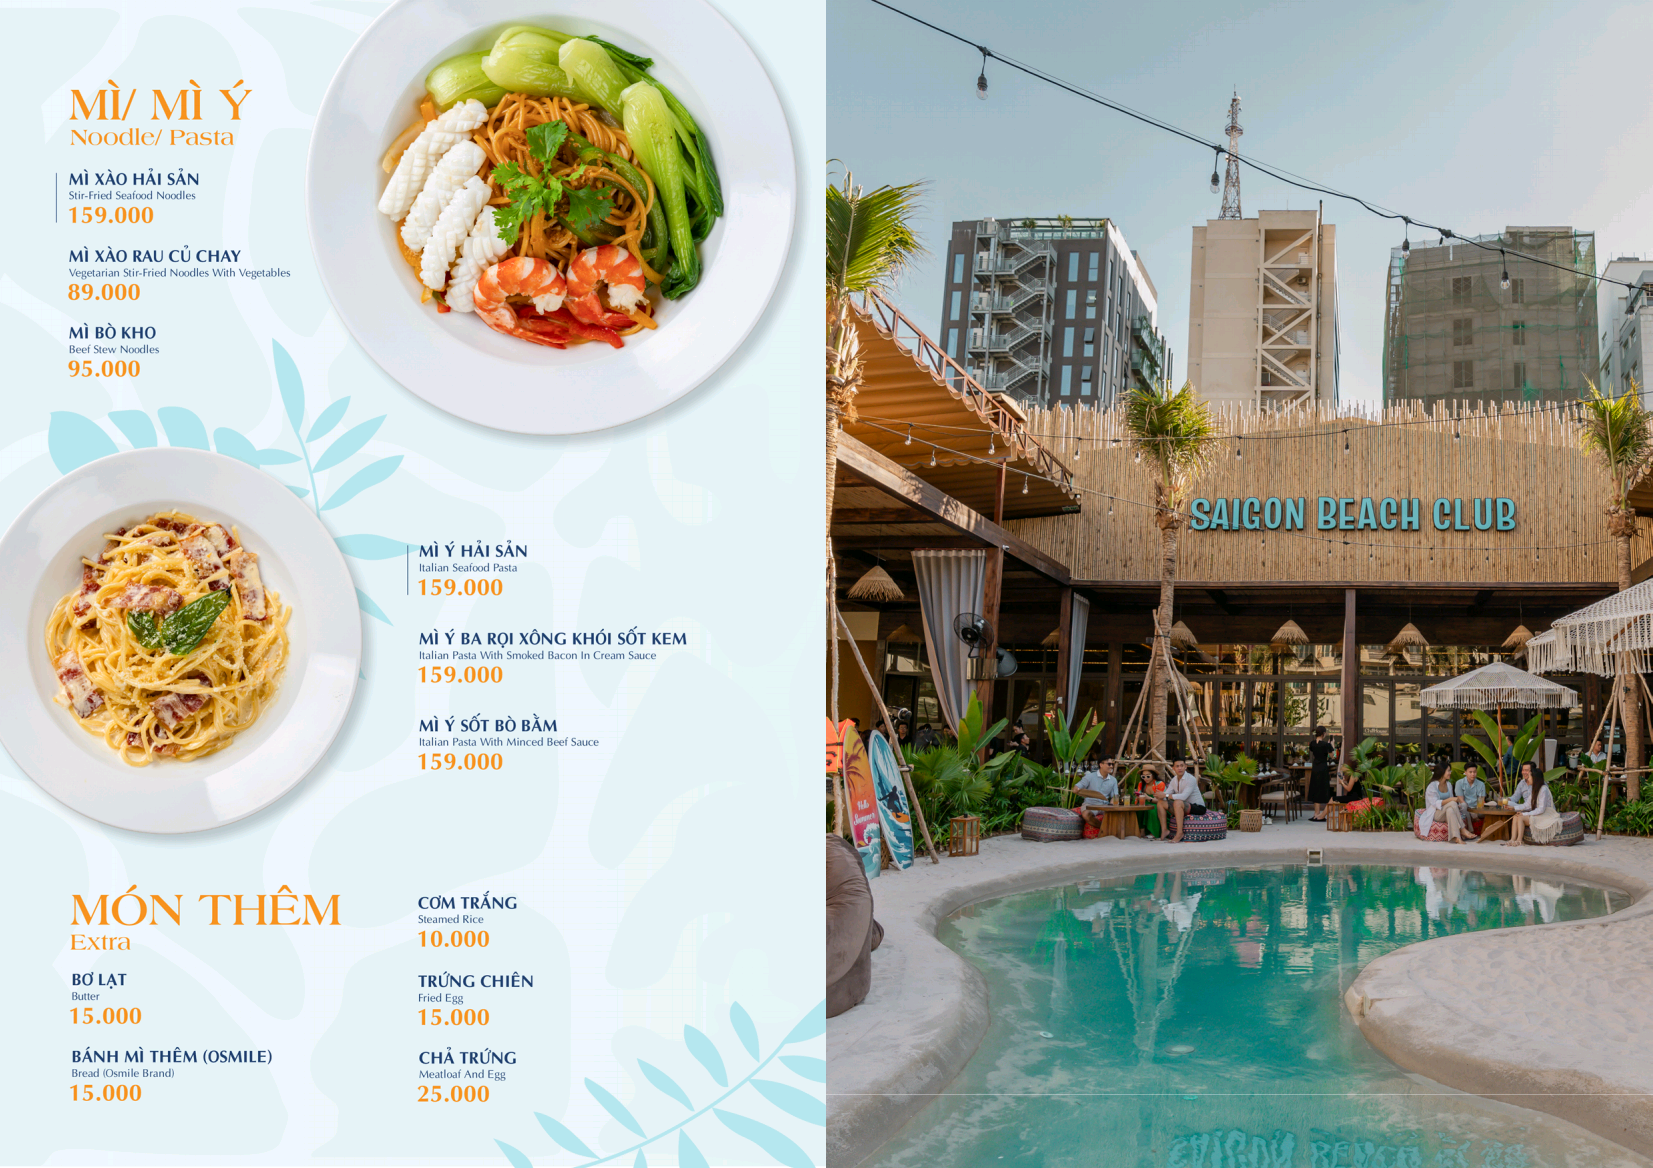 MÌ/ MÌ Ý
Noodle/ Pasta
MÌ XÀO HẢI SẢN
Stir-Fried Seafood Noodles
159.000
MÌ XÀO RAU CỦ CHAY
Vegetarian Stir-Fried Noodles With Vegetables
89.000
MÌ BÒ KHO
Beef Stew Noodles
95.000
MÌ Ý HẢI SẢN
Italian Seafood Pasta
159.000
MÌ Ý BA RỌI XÔNG KHÓI SỐT KEM
Italian Pasta With Smoked Bacon In Cream Sauce
159.000
MÌ Ý SỐT BÒ BẰM
Italian Pasta With Minced Beef Sauce
159.000
MÓN THÊM
Extra
BƠ LẠT
Butter
15.000
BÁNH MÌ THÊM (OSMILE)
Bread (Osmile Brand)
15.000
CƠM TRẮNG
Steamed Rice
10.000
TRỨNG CHIÊN
Fried Egg
15.000
CHẢ TRỨNG
Meatloaf And Egg
25.000
SAIGON BEACH CLUB
Hello
Summer